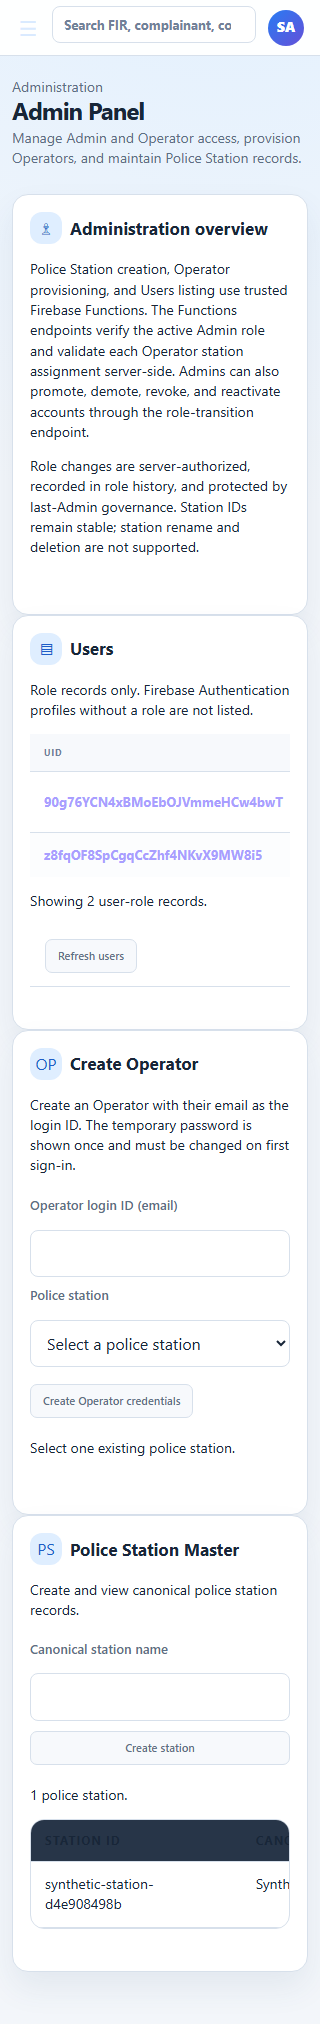 Search FIR, complainant, co
SA
Administration
Admin Panel
Manage Admin and Operator access, provision
Operators, and maintain Police Station records.
Administration overview
Police Station creation, Operator
provisioning, and Users listing use trusted
Firebase Functions. The Functions
endpoints verify the active Admin role
and validate each Operator station
assignment server-side. Admins can also
promote, demote, revoke, and reactivate
accounts through the role-transition
endpoint.
Role changes are server-authorized,
recorded in role history, and protected by
last-Admin governance. Station IDs
remain stable; station rename and
deletion are not supported.
Users
Role records only. Firebase Authentication
profiles without a role are not listed.
UID
90g76YCN4xBMoEbOJVmmeHCw4bwT
z8fqOF8SpCgqCcZhf4NKvX9MW8i5
Showing 2 user-role records.
Refresh users
OP Create Operator
Create an Operator with their email as the
login ID. The temporary password is
shown once and must be changed on first
sign-in.
Operator login ID (email)
Police station
Select a police station
Create Operator credentials
Select one existing police station.
PS Police Station Master
Create and view canonical police station
records.
Canonical station name
Create station
1 police station.
STATION ID CANO
synthetic-station- Synth
d4e908498b